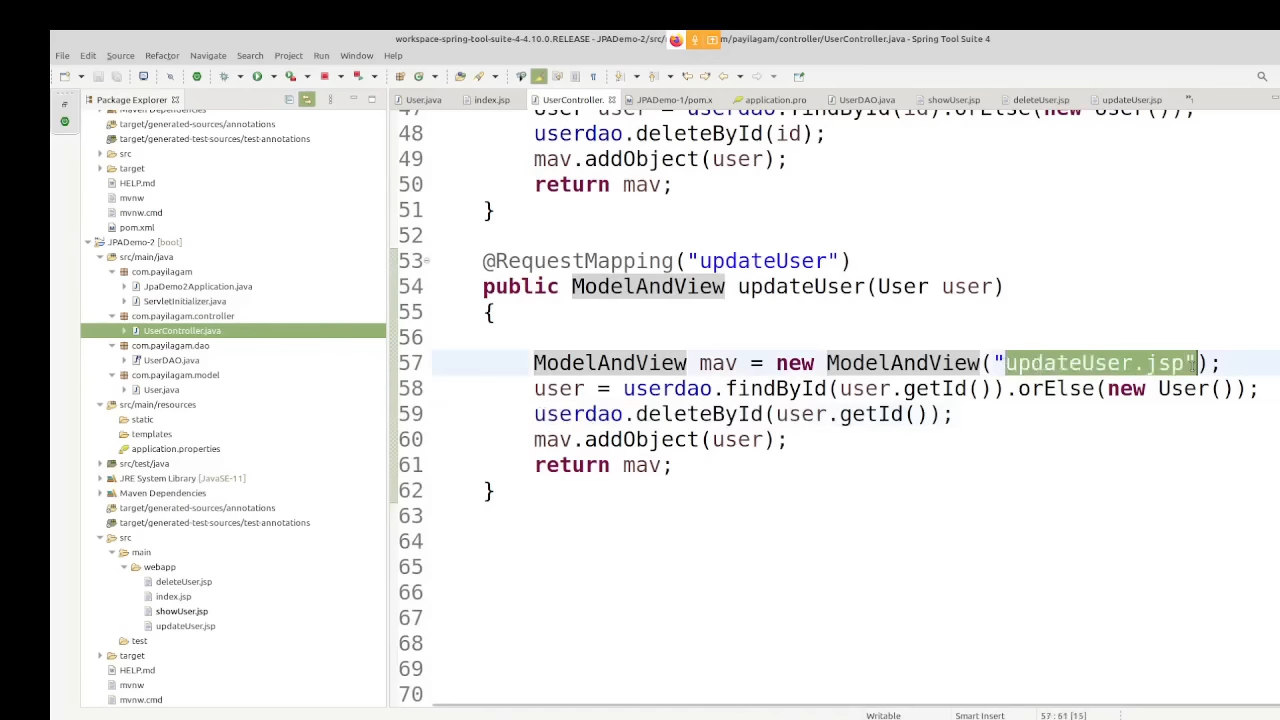 workspace-spring-tool-suite-4-4.10.0.RELEASE - JPADemo-2/src/ m/payilagam/controller/UserController.java - Spring Tool Suite 4
File Edit Source Refactor Navigate Search Project Run Window Help
Package Explorer
User.java index.jsp UserController. JPADemo-1/pom.x application.pro UserDAO.java showUser.jsp deleteUser.jsp updateUser.jsp
target/generated-sources/annotations
target/generated-test-sources/test-annotations
src
target
HELP.md
mvnw
mvnw.cmd
pom.xml
JPADemo-2 [boot]
src/main/java
com.payilagam
JpaDemo2Application.java
ServletInitializer.java
com.payilagam.controller
UserController.java
com.payilagam.dao
UserDAO.java
com.payilagam.model
User.java
src/main/resources
static
templates
application.properties
src/test/java
JRE System Library [JavaSE-11]
Maven Dependencies
target/generated-sources/annotations
target/generated-test-sources/test-annotations
src
main
webapp
deleteUser.jsp
index.jsp
showUser.jsp
updateUser.jsp
test
target
HELP.md
mvnw
mvnw.cmd
47 User user = userdao.findById(id).orElse(new User());
48 userdao.deleteById(id);
49 mav.addObject(user);
50 return mav;
51 }
52
53 @RequestMapping("updateUser")
54 public ModelAndView updateUser(User user)
55 {
56
57 ModelAndView mav = new ModelAndView("updateUser.jsp");
58 user = userdao.findById(user.getId()).orElse(new User());
59 userdao.deleteById(user.getId());
60 mav.addObject(user);
61 return mav;
62 }
63
64
65
66
67
68
69
70
Writable Smart Insert 57 : 61 [15]